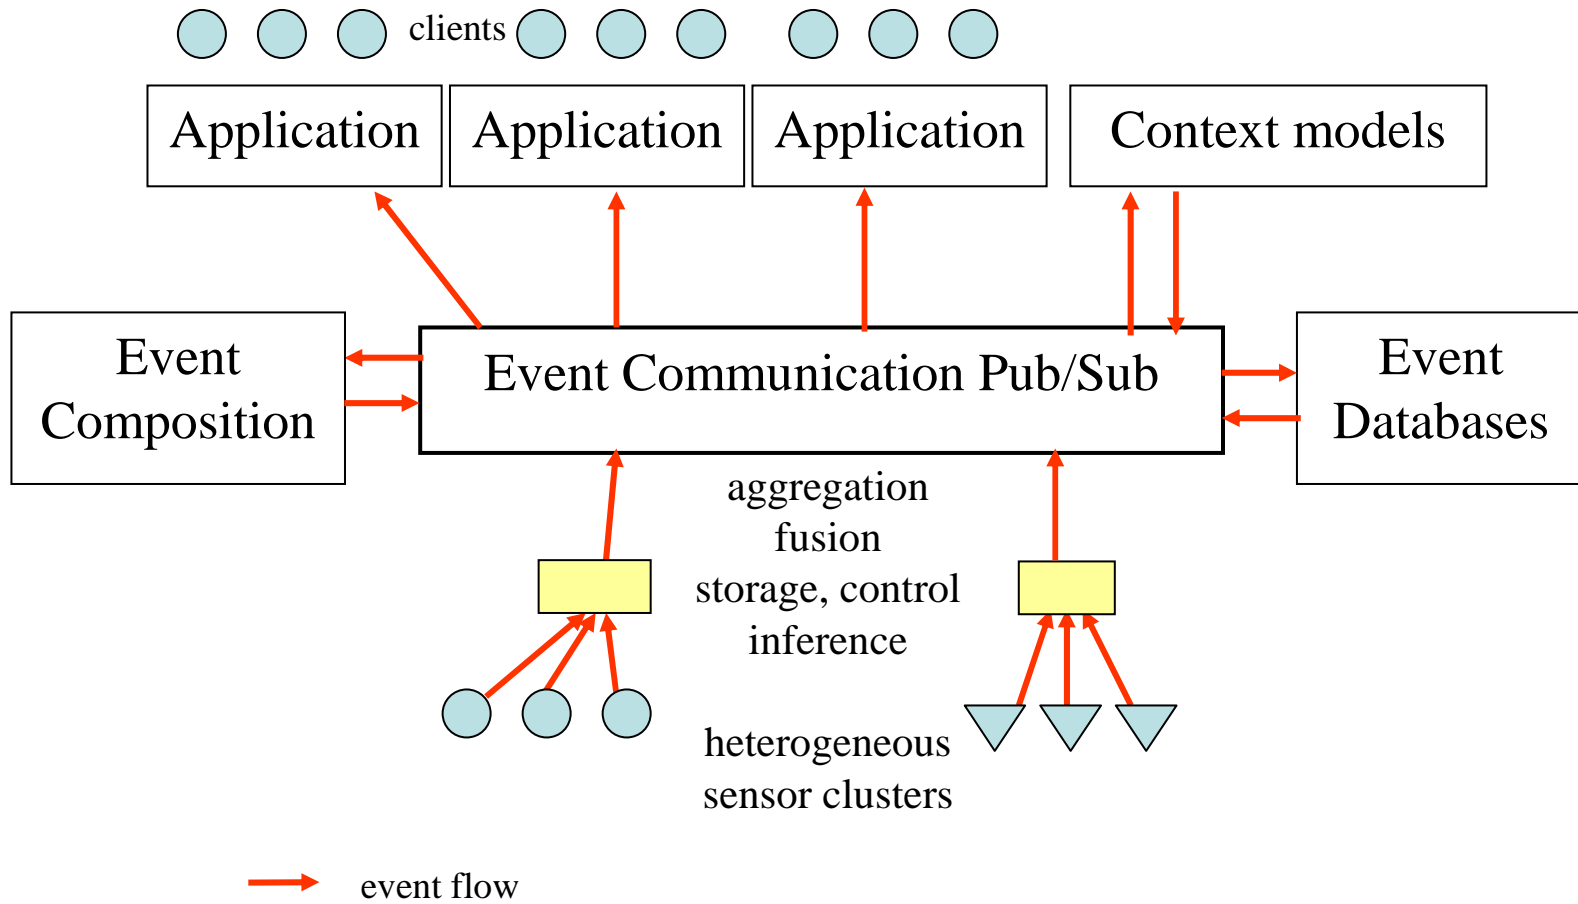 clients
Application
Application
Application
Context models
Event
Composition
Event Communication Pub/Sub
Event
Databases
aggregation
fusion
storage, control
inference
heterogeneous
sensor clusters
event flow